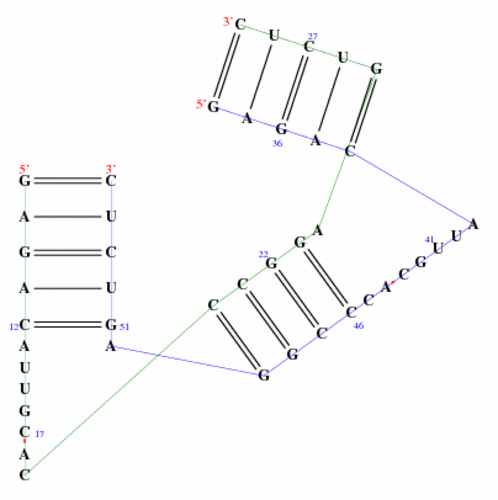 3' C U C U G
27
5' G A G A C
36
5' 3'
G C
A U
G C
A U
12 C G 51
A A
U
U
G
C 17
A
C
22
C C G G A
41
G G C C C A C G U U A
46